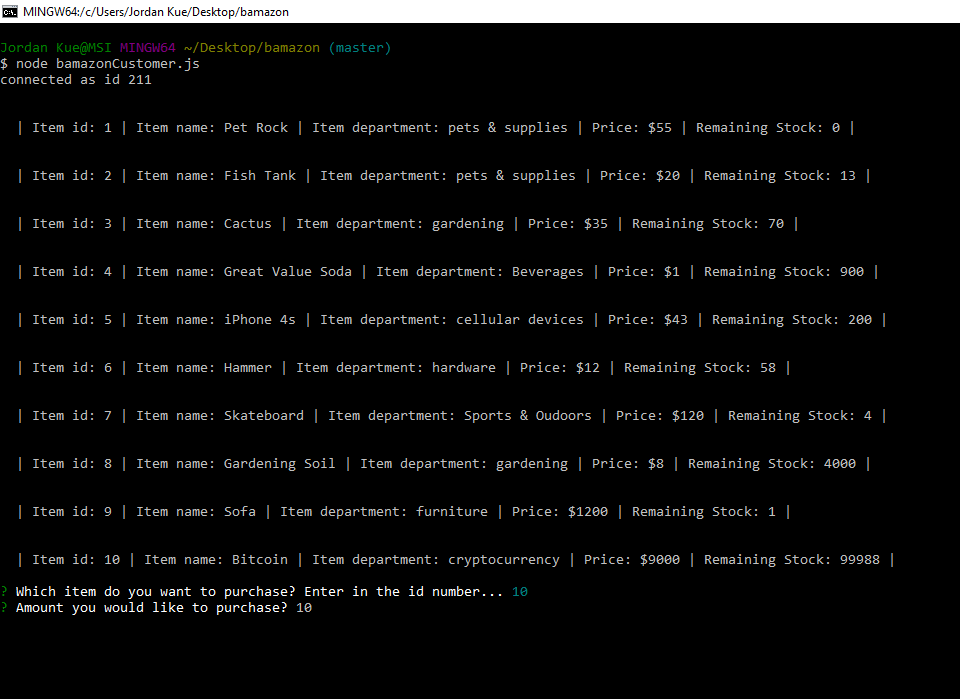 MINGW64:/c/Users/Jordan Kue/Desktop/bamazon
Jordan Kue@MSI MINGW64 ~/Desktop/bamazon (master)
$ node bamazonCustomer.js
connected as id 211
| Item id: 1 | Item name: Pet Rock | Item department: pets & supplies | Price: $55 | Remaining Stock: 0 |
| Item id: 2 | Item name: Fish Tank | Item department: pets & supplies | Price: $20 | Remaining Stock: 13 |
| Item id: 3 | Item name: Cactus | Item department: gardening | Price: $35 | Remaining Stock: 70 |
| Item id: 4 | Item name: Great Value Soda | Item department: Beverages | Price: $1 | Remaining Stock: 900 |
| Item id: 5 | Item name: iPhone 4s | Item department: cellular devices | Price: $43 | Remaining Stock: 200 |
| Item id: 6 | Item name: Hammer | Item department: hardware | Price: $12 | Remaining Stock: 58 |
| Item id: 7 | Item name: Skateboard | Item department: Sports & Oudoors | Price: $120 | Remaining Stock: 4 |
| Item id: 8 | Item name: Gardening Soil | Item department: gardening | Price: $8 | Remaining Stock: 4000 |
| Item id: 9 | Item name: Sofa | Item department: furniture | Price: $1200 | Remaining Stock: 1 |
| Item id: 10 | Item name: Bitcoin | Item department: cryptocurrency | Price: $9000 | Remaining Stock: 99988 |
? Which item do you want to purchase? Enter in the id number... 10
? Amount you would like to purchase? 10